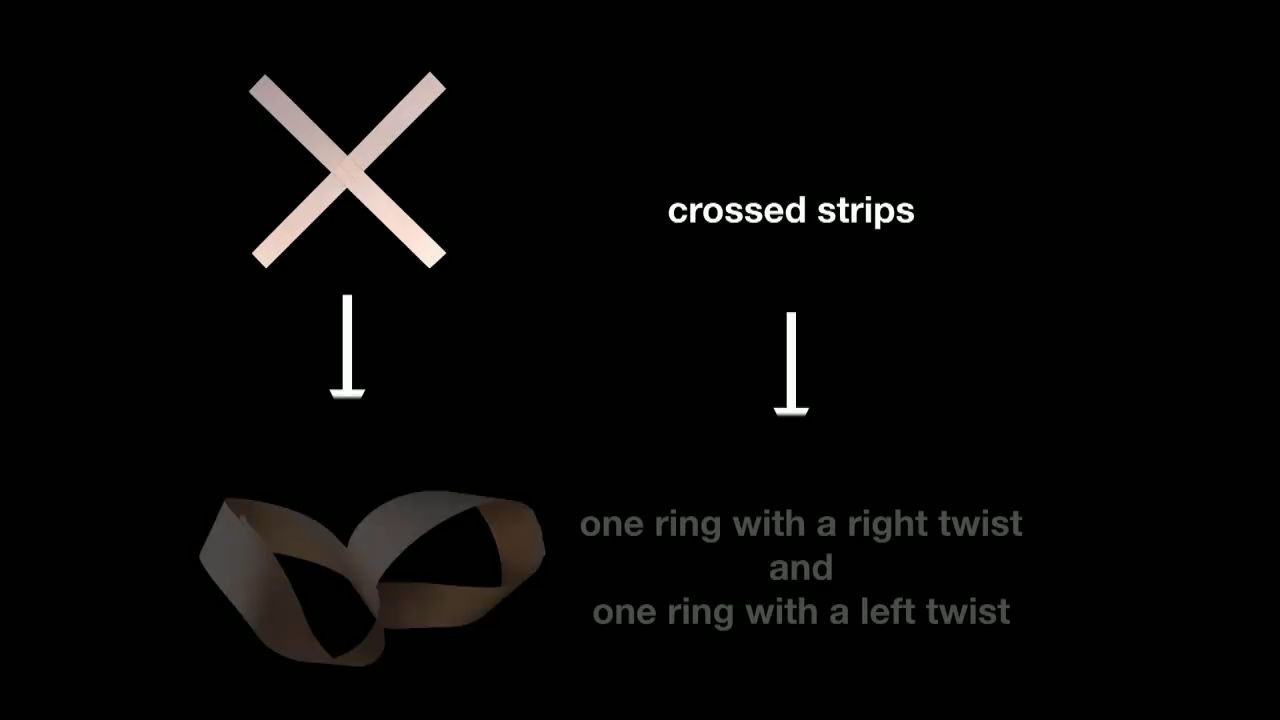 crossed strips
one ring with a right twist
and
one ring with a left twist